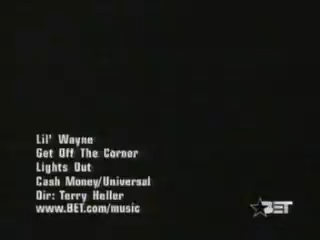 Lil' Wayne
Get Off The Corner
Lights Out
Cash Money/Universal
Dir: Terry Heller
www.BET.com/music
BET